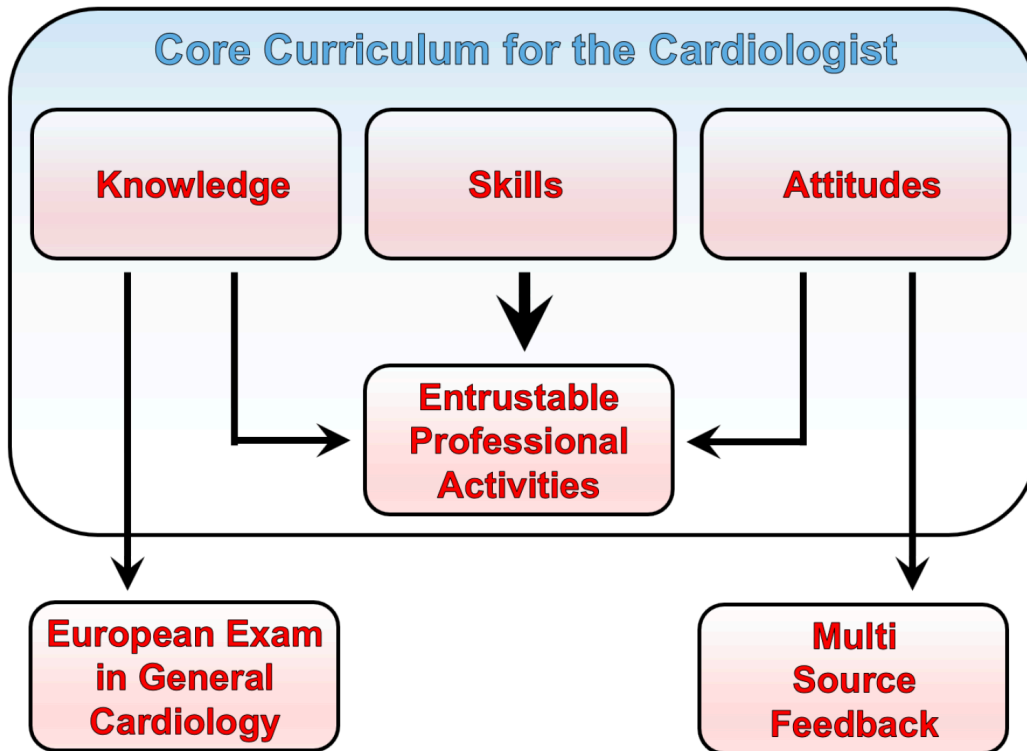 Core Curriculum for the Cardiologist
Knowledge
Skills
Attitudes
Entrustable
Professional
Activities
European Exam
in General
Cardiology
Multi
Source
Feedback